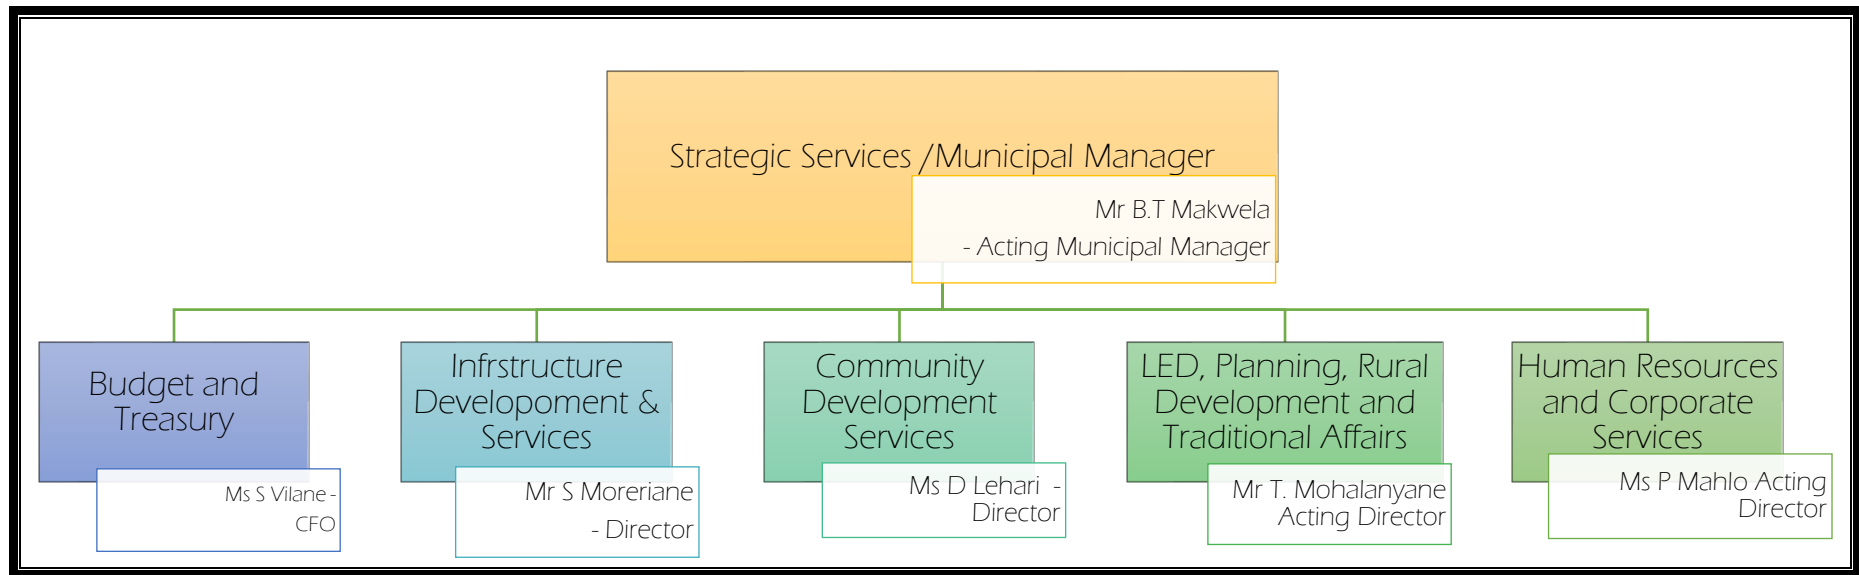 Strategic Services /Municipal Manager
Mr B.T Makwela
- Acting Municipal Manager
Budget and
Treasury
Ms S Vilane -
CFO
Infrstructure
Developoment &
Services
Mr S Moreriane
- Director
Community
Development
Services
Ms D Lehari -
Director
LED, Planning, Rural
Development and
Traditional Affairs
Mr T. Mohalanyane
Acting Director
Human Resources
and Corporate
Services
Ms P Mahlo Acting
Director